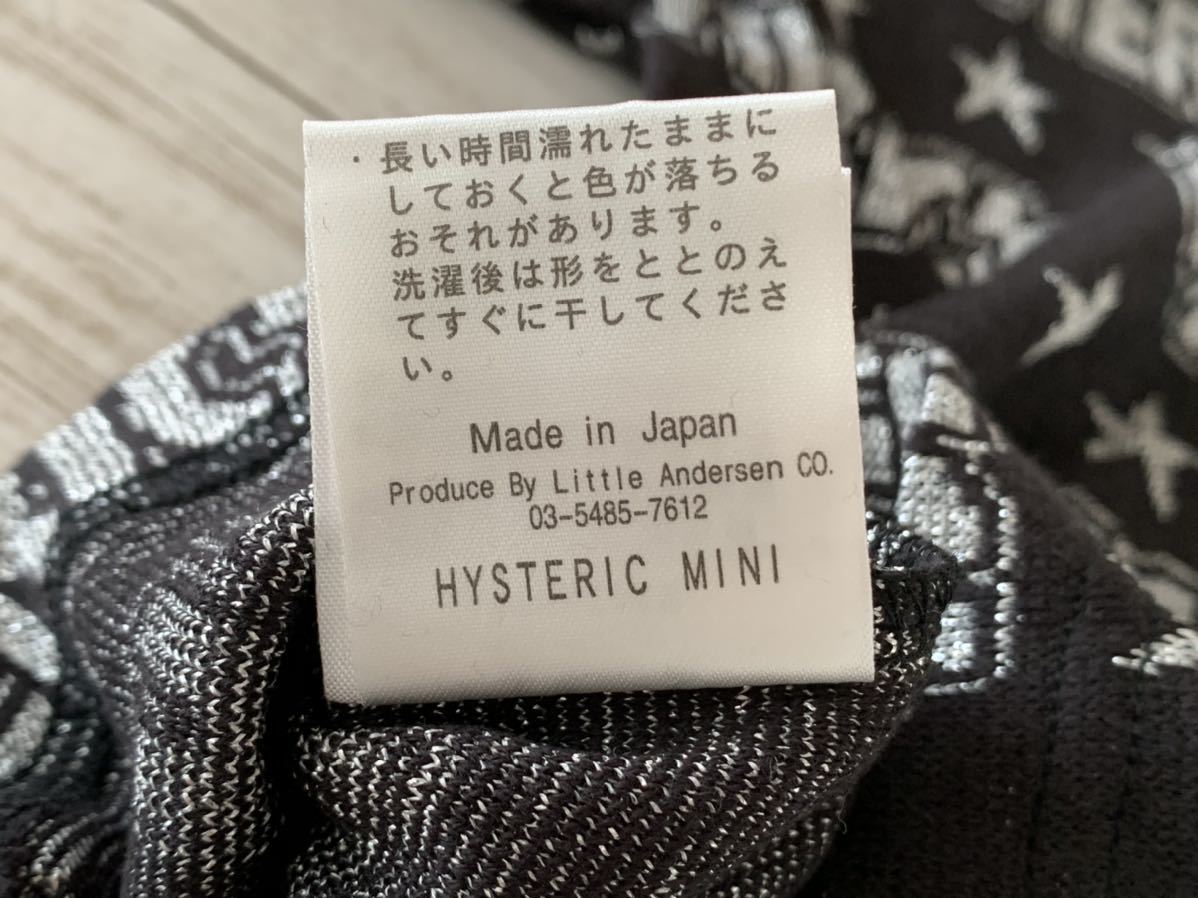 ・長い時間濡れたままに
しておくと色が落ちる
おそれがあります。
洗濯後は形をととのえ
てすぐに干してくださ
い。
Made in Japan
Produce By Little Andersen CO.
03-5485-7612
HYSTERIC MINI